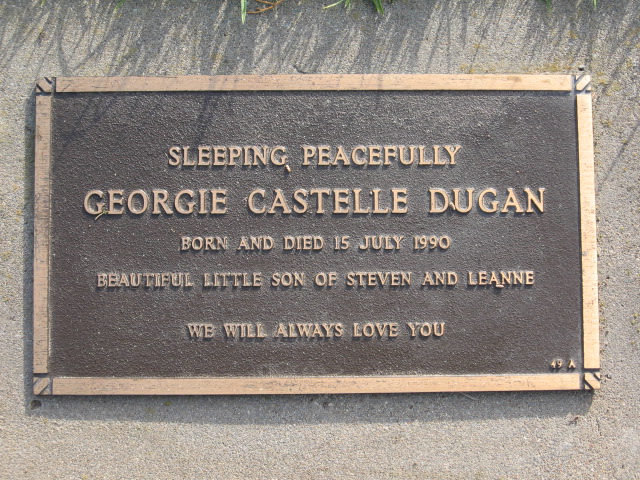 SLEEPING PEACEFULLY
GEORGIE CASTELLE DUGAN
BORN AND DIED 15 JULY 1990
BEAUTIFUL LITTLE SON OF STEVEN AND LEANNE
WE WILL ALWAYS LOVE YOU
49 A